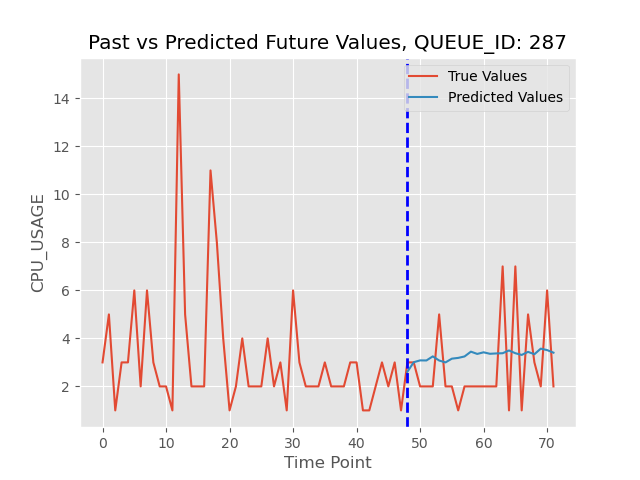 Past vs Predicted Future Values, QUEUE_ID: 287
True Values
Predicted Values
14
12
10
8
6
4
2
CPU_USAGE
0 10 20 30 40 50 60 70
Time Point